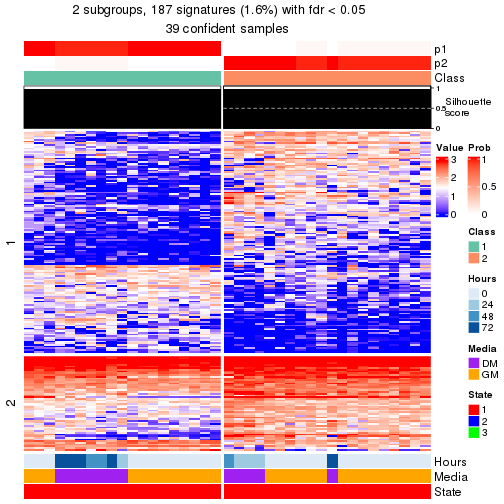 2 subgroups, 187 signatures (1.6%) with fdr < 0.05
39 confident samples
p1
p2
Class
1
0.5
0
Silhouette
score
1
2
Hours
Media
State
Value
3
2
1
0
Prob
1
0.5
0
Class
1
2
Hours
0
24
48
72
Media
DM
GM
State
1
2
3